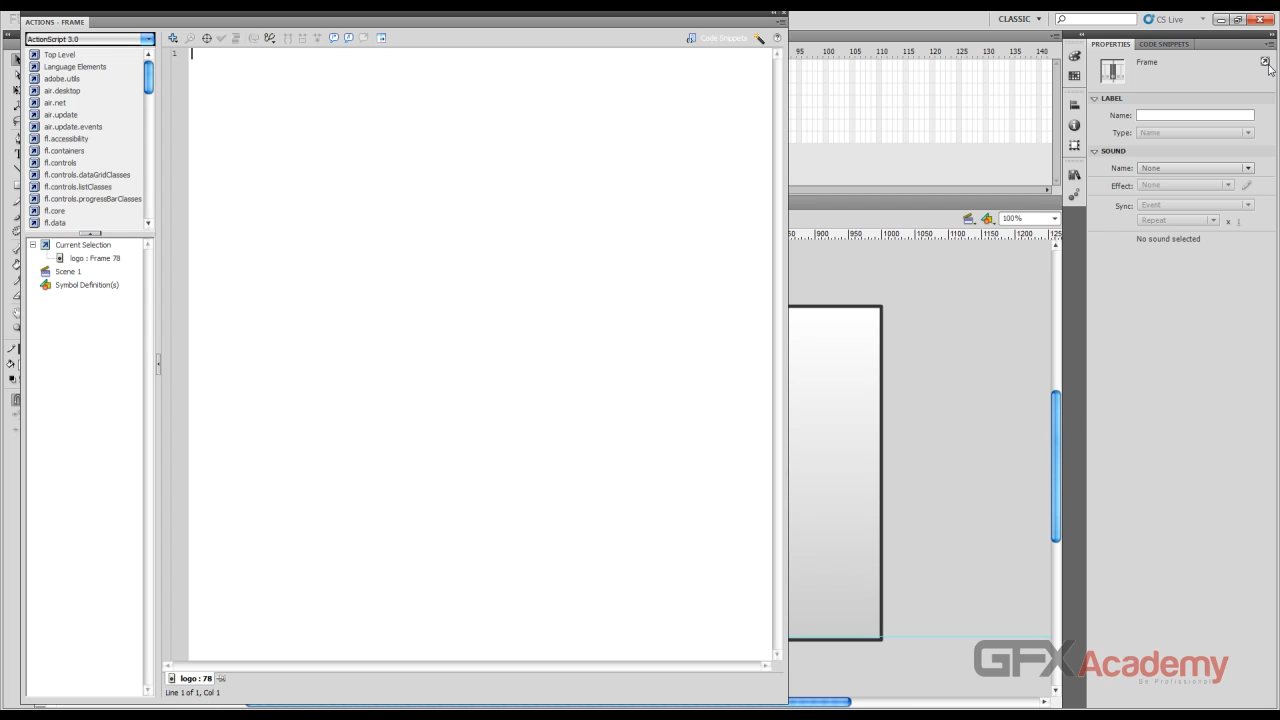 ACTIONS - FRAME
ActionScript 3.0
Top Level
Language Elements
adobe.utils
air.desktop
air.net
air.update
air.update.events
fl.accessibility
fl.containers
fl.controls
fl.controls.dataGridClasses
fl.controls.listClasses
fl.controls.progressBarClasses
fl.core
fl.data
Current Selection
logo : Frame 78
Scene 1
Symbol Definition(s)
Code Snippets
1
logo : 78
Line 1 of 1, Col 1
CLASSIC
CS Live
95 100 105 110 115 120 125 130 135 140
100%
900 950 1000 1050 1100 1150 1200
PROPERTIES
CODE SNIPPETS
Frame
LABEL
Name:
Type: Name
SOUND
Name: None
Effect: None
Sync: Event
Repeat x 1
No sound selected
GFXAcademy
Be Professional